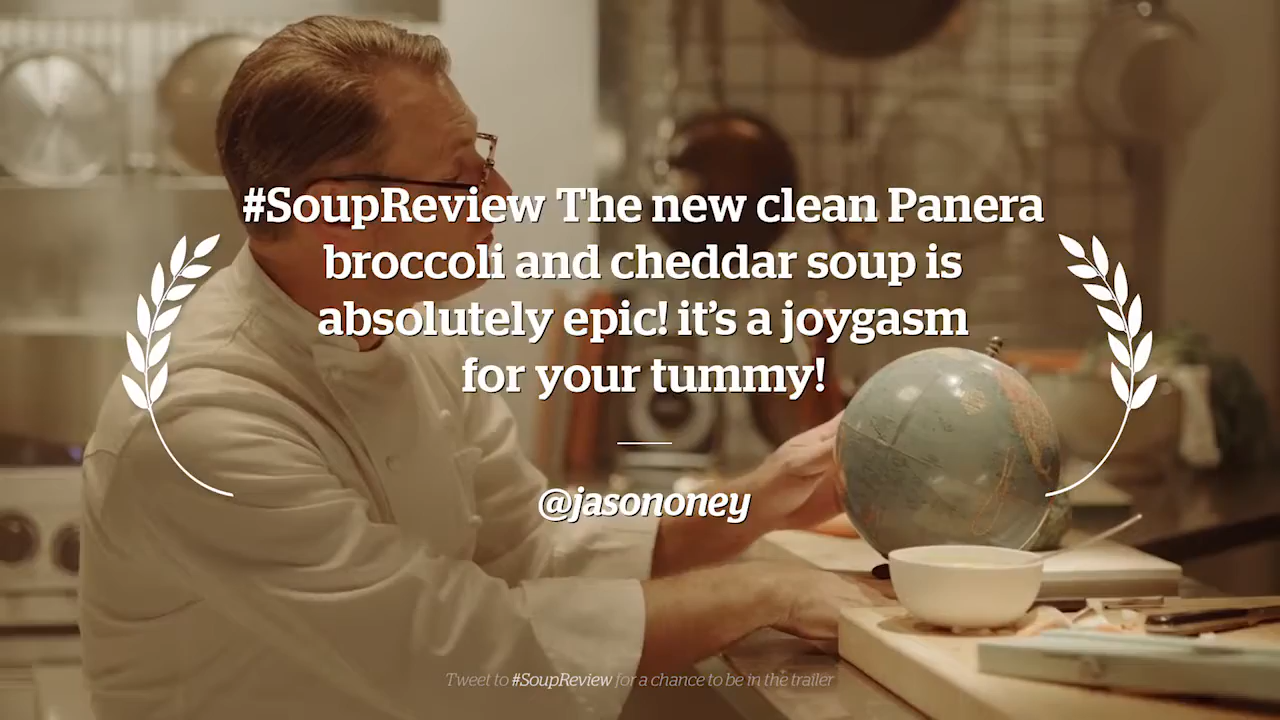 #SoupReview The new clean Panera
broccoli and cheddar soup is
absolutely epic! it's a joygasm
for your tummy!
@jasononey
Tweet to #SoupReview for a chance to be in the trailer